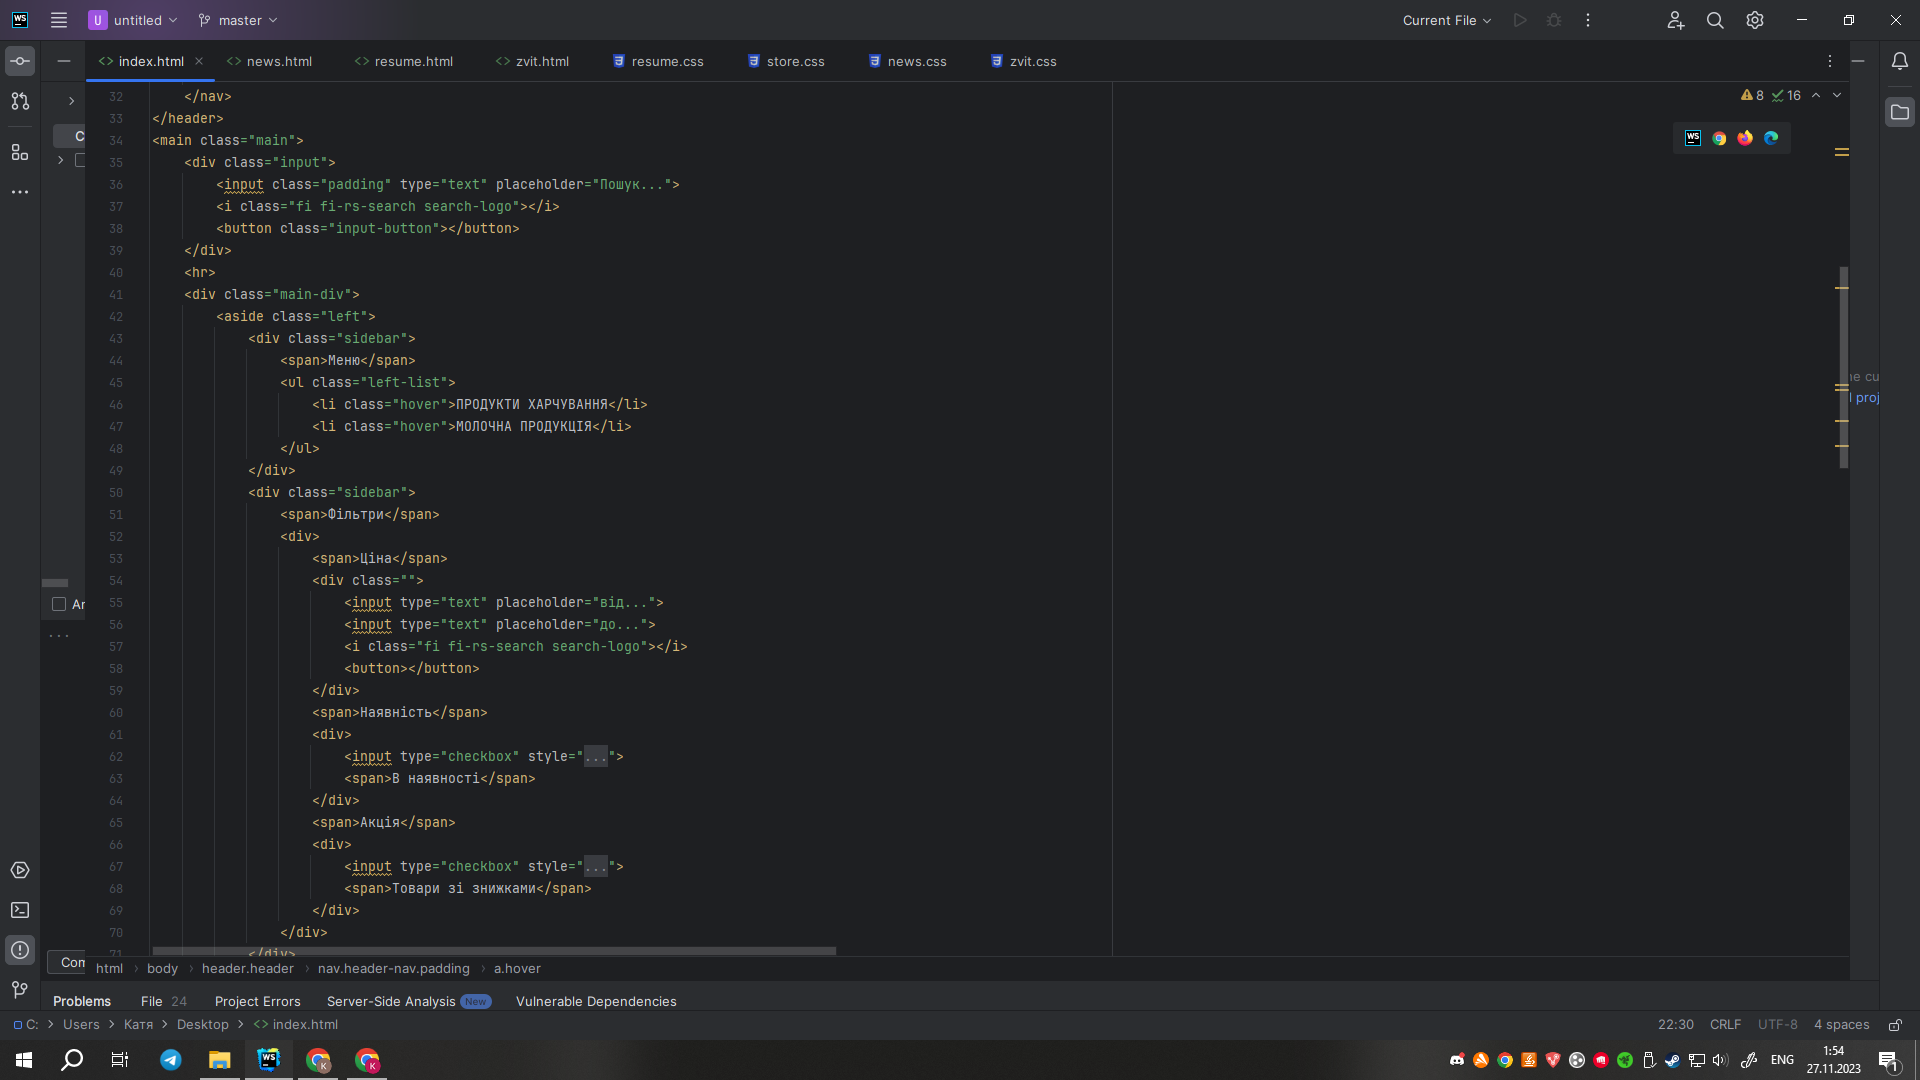 WS U untitled master Current File
index.html news.html resume.html zvit.html resume.css store.css news.css zvit.css
8 16
32 </nav>
33 </header>
34 <main class="main">
35 <div class="input">
36 <input class="padding" type="text" placeholder="Пошук...">
37 <i class="fi fi-rs-search search-logo"></i>
38 <button class="input-button"></button>
39 </div>
40 <hr>
41 <div class="main-div">
42 <aside class="left">
43 <div class="sidebar">
44 <span>Меню</span>
45 <ul class="left-list">
46 <li class="hover">ПРОДУКТИ ХАРЧУВАННЯ</li>
47 <li class="hover">МОЛОЧНА ПРОДУКЦІЯ</li>
48 </ul>
49 </div>
50 <div class="sidebar">
51 <span>Фільтри</span>
52 <div>
53 <span>Ціна</span>
54 <div class="">
55 <input type="text" placeholder="від...">
56 <input type="text" placeholder="до...">
57 <i class="fi fi-rs-search search-logo"></i>
58 <button></button>
59 </div>
60 <span>Наявність</span>
61 <div>
62 <input type="checkbox" style="...">
63 <span>В наявності</span>
64 </div>
65 <span>Акція</span>
66 <div>
67 <input type="checkbox" style="...">
68 <span>Товари зі знижками</span>
69 </div>
70 </div>
71 </div>
html body header.header nav.header-nav.padding a.hover
Problems File 24 Project Errors Server-Side Analysis New Vulnerable Dependencies
C: Users Катя Desktop index.html 22:30 CRLF UTF-8 4 spaces
ENG 1:54
27.11.2023